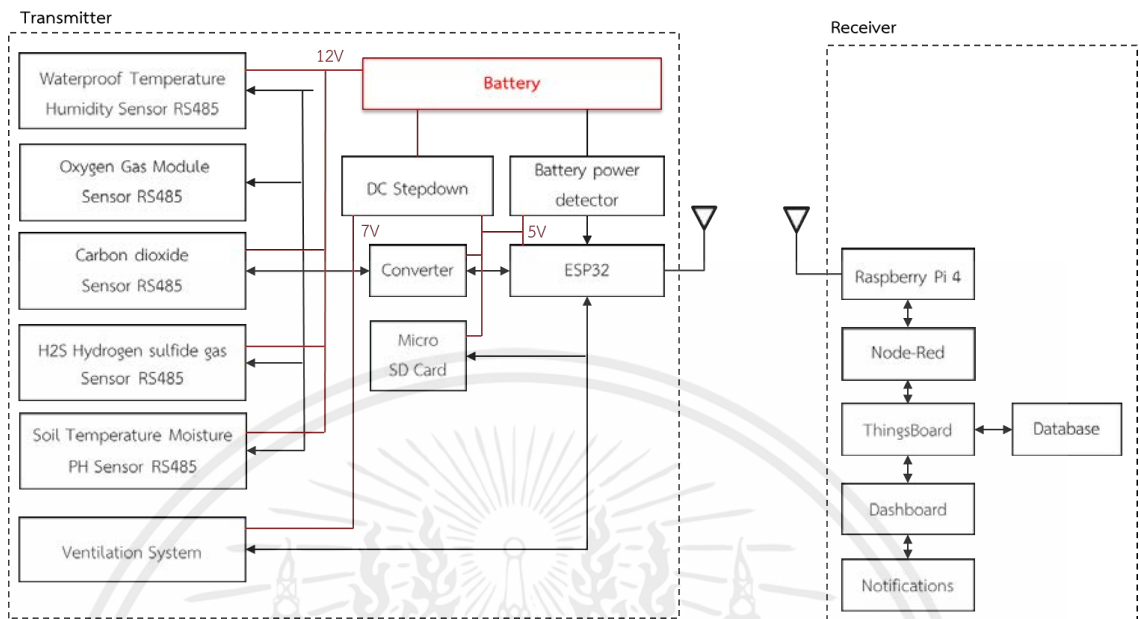 Transmitter
Receiver
12V
Waterproof Temperature
Humidity Sensor RS485
Battery
Oxygen Gas Module
Sensor RS485
DC Stepdown
Battery power
detector
7V
5V
Carbon dioxide
Sensor RS485
Converter
ESP32
Raspberry Pi 4
H2S Hydrogen sulfide gas
Sensor RS485
Micro
SD Card
Node-Red
Soil Temperature Moisture
PH Sensor RS485
ThingsBoard
Database
Dashboard
Ventilation System
Notifications